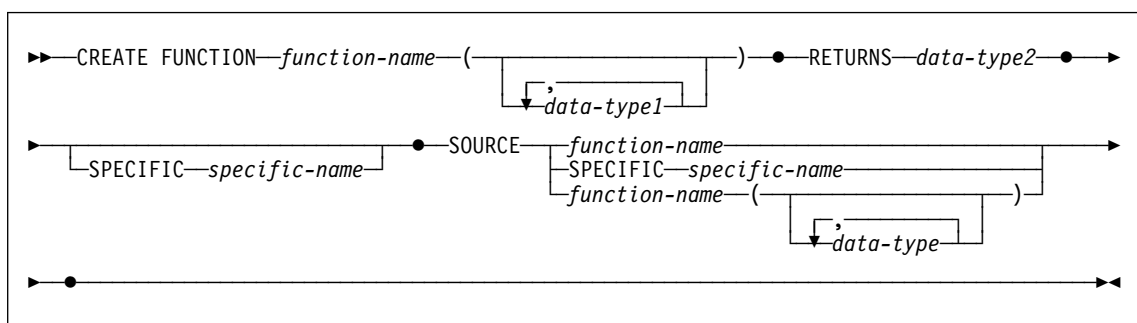 CREATE FUNCTION function-name ( ) RETURNS data-type2
,
data-type1
SPECIFIC specific-name
SOURCE function-name
SPECIFIC specific-name
function-name ( )
,
data-type